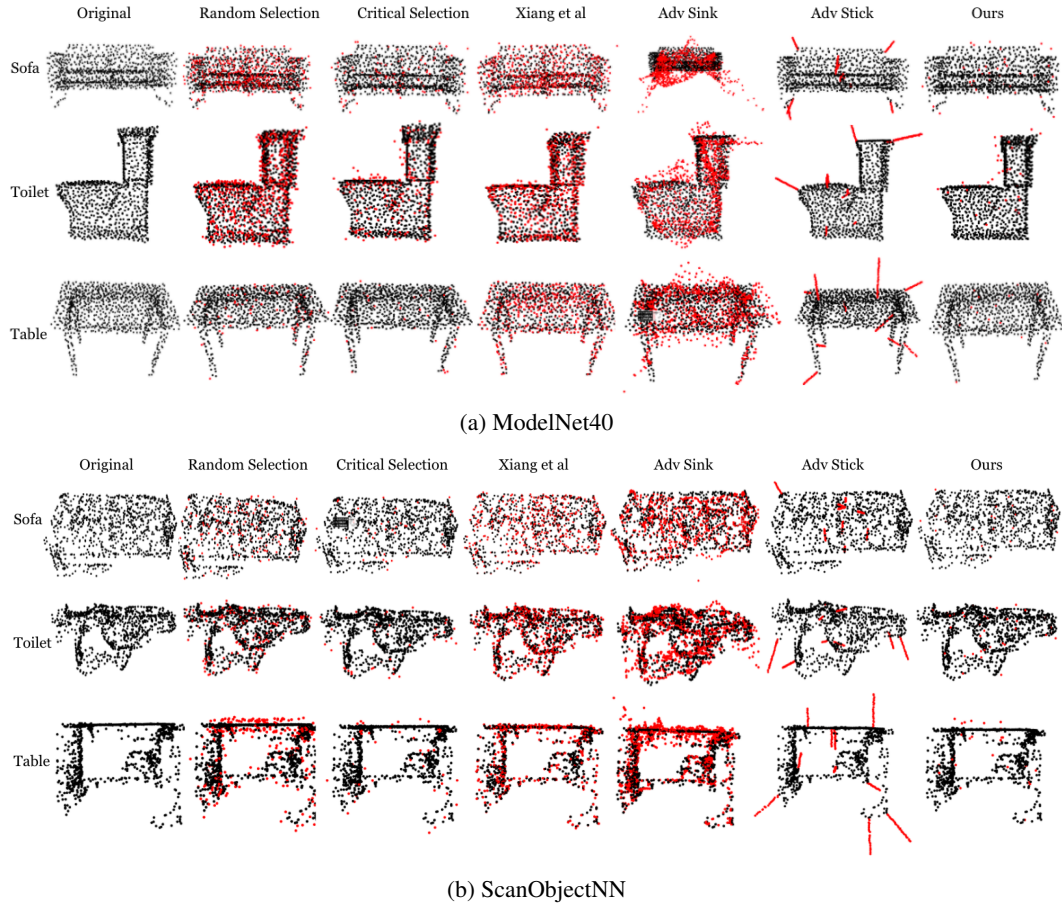 Original Random Selection Critical Selection Xiang et al Adv Sink Adv Stick Ours
Sofa
Toilet
Table
(a) ModelNet40
Original Random Selection Critical Selection Xiang et al Adv Sink Adv Stick Ours
Sofa
Toilet
Table
(b) ScanObjectNN